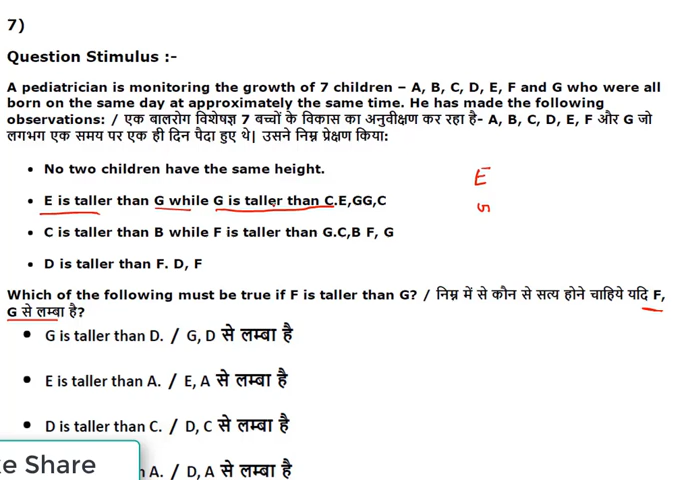 7)
Question Stimulus :-
A pediatrician is monitoring the growth of 7 children – A, B, C, D, E, F and G who were all
born on the same day at approximately the same time. He has made the following
observations: / एक बालरोग विशेषज्ञ 7 बच्चों के विकास का अनुवीक्षण कर रहा है- A, B, C, D, E, F और G जो
लगभग एक समय पर एक ही दिन पैदा हुए थे| उसने निम्न प्रेक्षण किया:
• No two children have the same height.
• E is taller than G while G is taller than C.E,GG,C
E
G
• C is taller than B while F is taller than G.C,B F, G
• D is taller than F. D, F
Which of the following must be true if F is taller than G? / निम्न में से कौन से सत्य होने चाहिये यदि F,
G से लम्बा है?
• G is taller than D. / G, D से लम्बा है
• E is taller than A. / E, A से लम्बा है
• D is taller than C. / D, C से लम्बा है
ke Share
n A. / D, A से लम्बा है